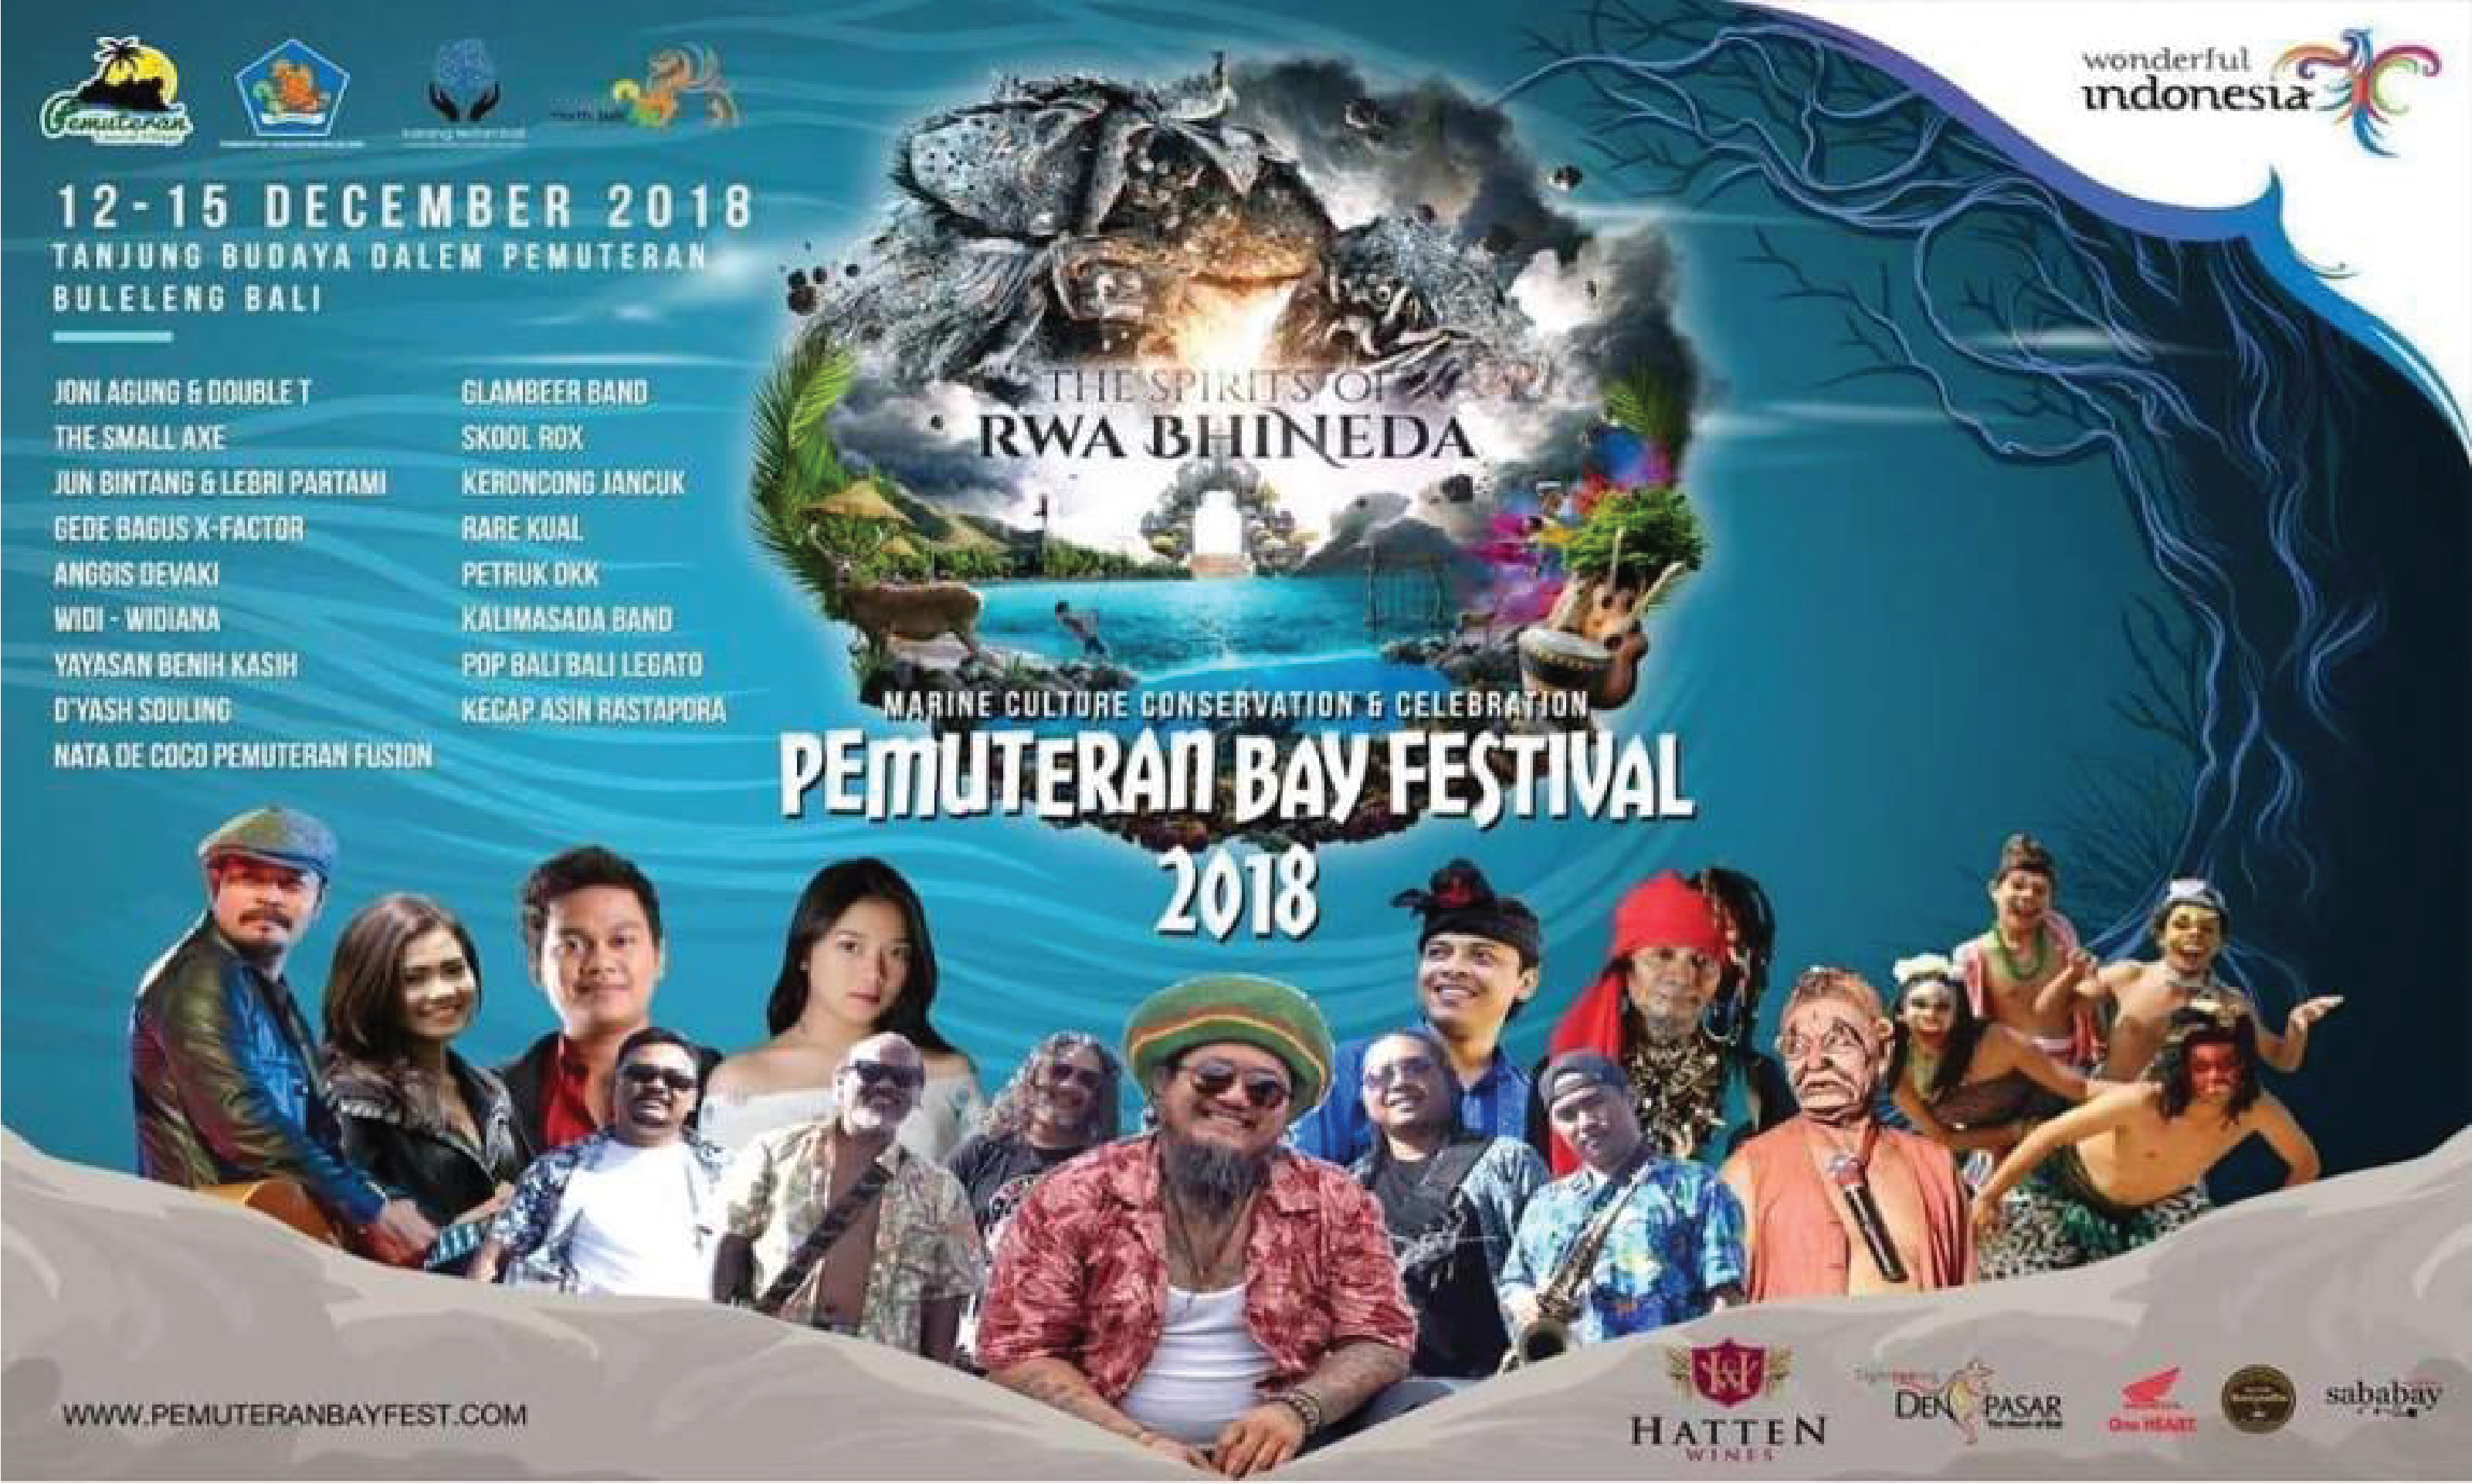 Pemuteran
wonderful
indonesia
12-15 DECEMBER 2018
TANJUNG BUDAYA DALEM PEMUTERAN
BULELENG BALI
JONI AGUNG & DOUBLE T
THE SMALL AXE
JUN BINTANG & LEBRI PARTAMI
GEDE BAGUS X-FACTOR
ANGGIS DEVAKI
WIDI - WIDIANA
YAYASAN BENIH KASIH
D'YASH SOULING
NATA DE COCO PEMUTERAN FUSION
GLAMBEER BAND
SKOOL ROX
KERONCONG JANCUK
RARE KUAL
PETRUK DKK
KALIMASADA BAND
POP BALI BALI LEGATO
KECAP ASIN RASTAPORA
THE SPIRITS OF
RWA BHINEDA
MARINE CULTURE CONSERVATION & CELEBRATION
PEMUTERAN BAY FESTIVAL
2018
WWW.PEMUTERANBAYFEST.COM
HATTEN
WINES
DENPASAR
One HEART
sababay